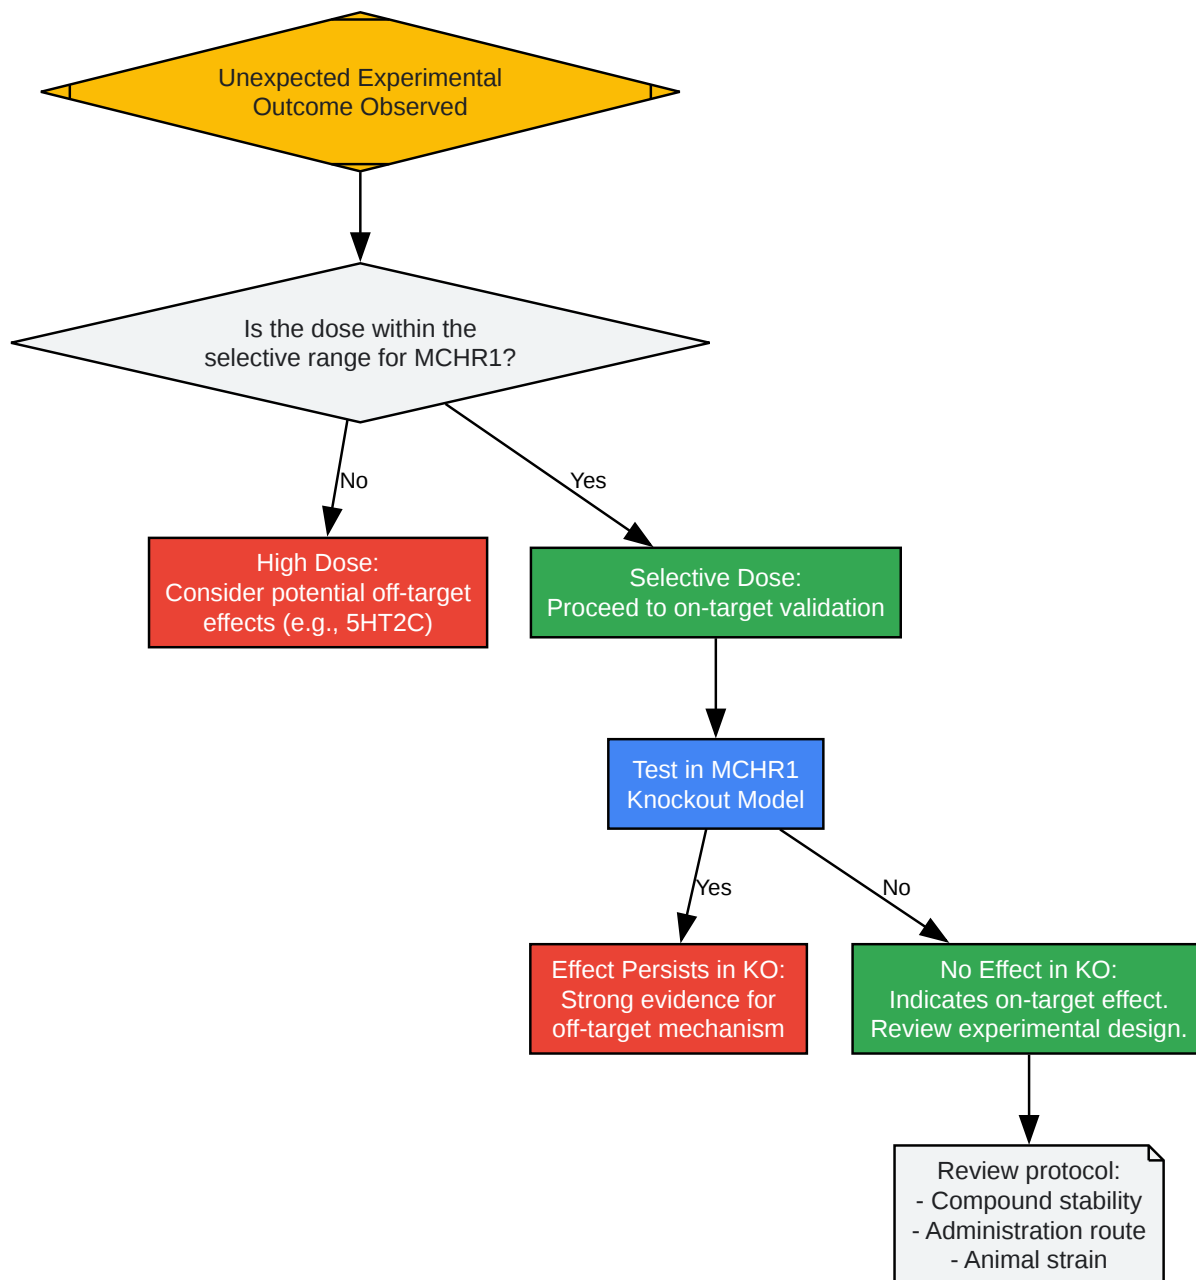 Unexpected Experimental
Outcome Observed
Is the dose within the
selective range for MCHR1?
No
Yes
High Dose:
Consider potential off-target
effects (e.g., 5HT2C)
Selective Dose:
Proceed to on-target validation
Test in MCHR1
Knockout Model
Yes
No
Effect Persists in KO:
Strong evidence for
off-target mechanism
No Effect in KO:
Indicates on-target effect.
Review experimental design.
Review protocol:
- Compound stability
- Administration route
- Animal strain